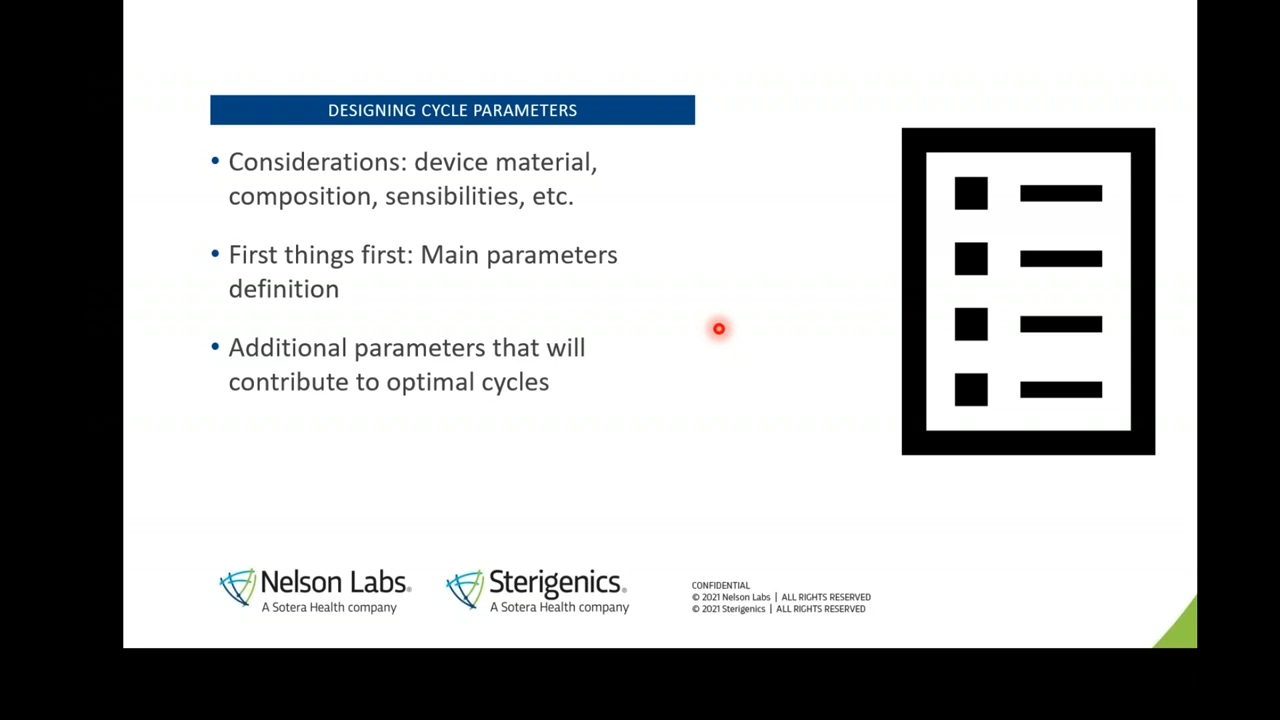 DESIGNING CYCLE PARAMETERS
• Considerations: device material,
composition, sensibilities, etc.
• First things first: Main parameters
definition
• Additional parameters that will
contribute to optimal cycles
Nelson Labs®
A Sotera Health company
Sterigenics®
A Sotera Health company
CONFIDENTIAL
© 2021 Nelson Labs | ALL RIGHTS RESERVED
© 2021 Sterigenics | ALL RIGHTS RESERVED